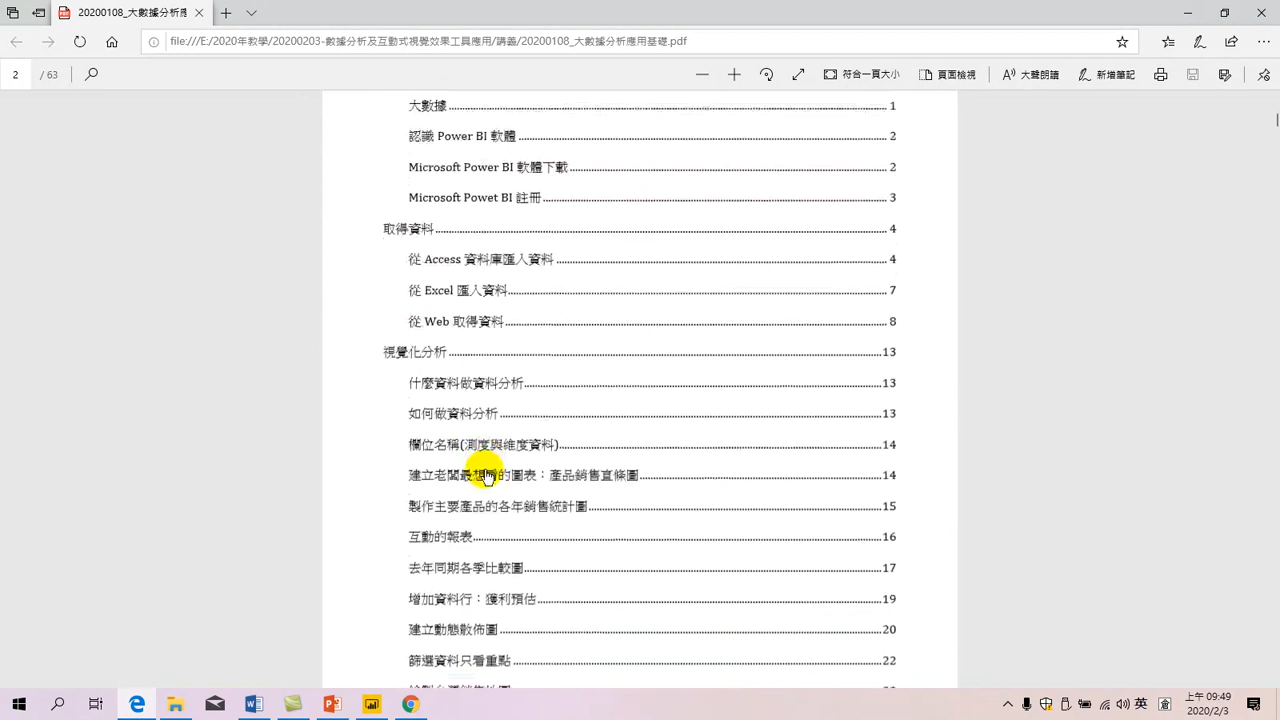 20200108_大數據分析應
file:///E:/2020年教學/20200203-數據分析及互動式視覺效果工具應用/講義/20200108_大數據分析應用基礎.pdf
2 / 63 符合一頁大小 頁面檢視 大聲朗讀 新增筆記
大數據 1
認識 Power BI 軟體 2
Microsoft Power BI 軟體下載 2
Microsoft Powet BI 註冊 3
取得資料 4
從 Access 資料庫匯入資料 4
從 Excel 匯入資料 7
從 Web 取得資料 8
視覺化分析 13
什麼資料做資料分析 13
如何做資料分析 13
欄位名稱(測度與維度資料) 14
建立老闆最想看的圖表：產品銷售直條圖 14
製作主要產品的各年銷售統計圖 15
互動的報表 16
去年同期各季比較圖 17
增加資料行：獲利預估 19
建立動態散佈圖 20
篩選資料只看重點 22
英 上午 09:49
2020/2/3